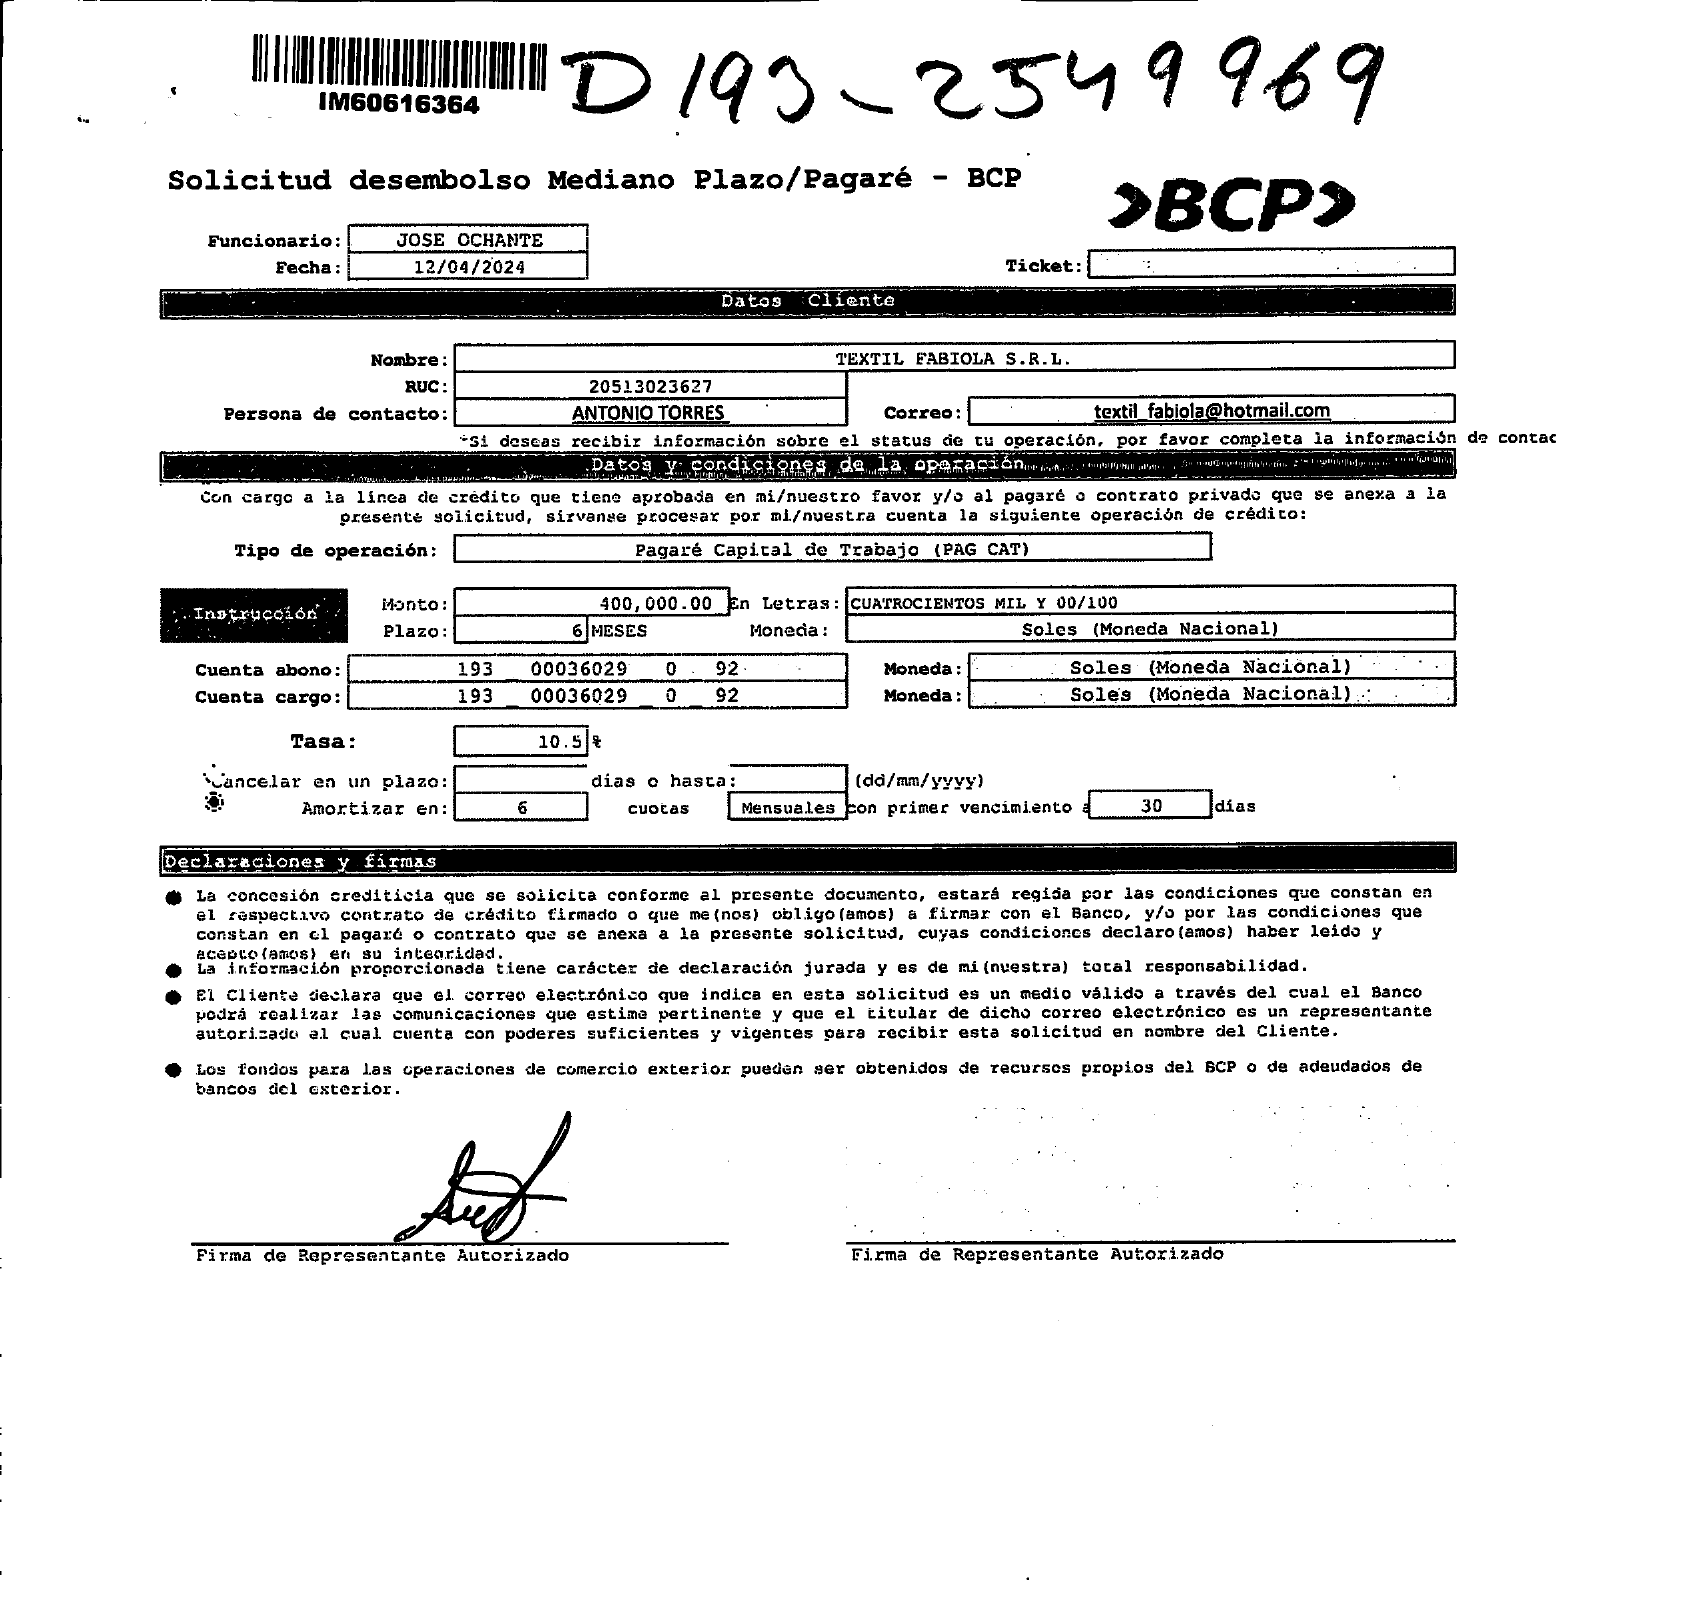 IM60616364
D193-2549969
Solicitud desembolso Mediano Plazo/Pagaré - BCP
BCP
Funcionario: JOSE OCHANTE
Fecha: 12/04/2024
Ticket:
Datos Cliente
Nombre: TEXTIL FABIOLA S.R.L.
RUC: 20513023627
Persona de contacto: ANTONIO TORRES Correo: textil_fabiola@hotmail.com
*Si deseas recibir información sobre el status de tu operación, por favor completa la información de contac
Datos y condiciones de la operación
Con cargo a la línea de crédito que tiene aprobada en mi/nuestro favor y/o al pagaré o contrato privado que se anexa a la
presente solicitud, sirvanse procesar por mi/nuestra cuenta la siguiente operación de crédito:
Tipo de operación: Pagaré Capital de Trabajo (PAG CAT)
Instrucción
Monto: 400,000.00 En Letras: CUATROCIENTOS MIL Y 00/100
Plazo: 6 MESES Moneda: Soles (Moneda Nacional)
Cuenta abono: 193 00036029 0 92 Moneda: Soles (Moneda Nacional)
Cuenta cargo: 193 _ 00036029 _ 0 _ 92 Moneda: Soles (Moneda Nacional)
Tasa: 10.5 %
Cancelar en un plazo: dias o hasta: (dd/mm/yyyy)
Amortizar en: 6 cuotas Mensuales con primer vencimiento a 30 dias
Declaraciones y firmas
La concesión crediticia que se solicita conforme al presente documento, estará regida por las condiciones que constan en
el respectivo contrato de crédito firmado o que me(nos) obligo(amos) a firmar con el Banco, y/o por las condiciones que
constan en el pagaré o contrato que se anexa a la presente solicitud, cuyas condiciones declaro(amos) haber leido y
acepto(amos) en su integridad.
La información proporcionada tiene carácter de declaración jurada y es de mi(nuestra) total responsabilidad.
El Cliente declara que el correo electrónico que indica en esta solicitud es un medio válido a través del cual el Banco
podrá realizar las comunicaciones que estime pertinente y que el titular de dicho correo electrónico es un representante
autorizado al cual cuenta con poderes suficientes y vigentes para recibir esta solicitud en nombre del Cliente.
Los fondos para las operaciones de comercio exterior pueden ser obtenidos de recursos propios del BCP o de adeudados de
bancos del exterior.
Firma de Representante Autorizado
Firma de Representante Autorizado